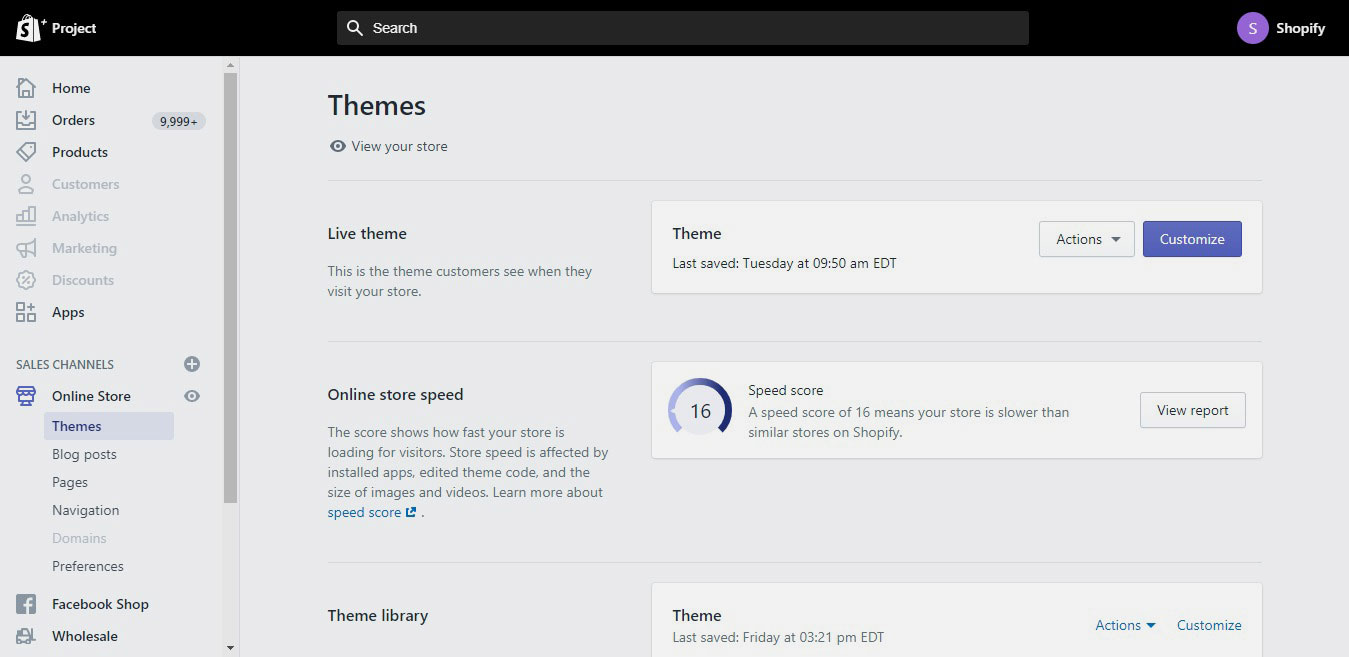 Project
Search
S Shopify
Home
Orders 9,999+
Products
Customers
Analytics
Marketing
Discounts
Apps
SALES CHANNELS
Online Store
Themes
Blog posts
Pages
Navigation
Domains
Preferences
Facebook Shop
Wholesale
Themes
View your store
Live theme
This is the theme customers see when they
visit your store.
Theme
Last saved: Tuesday at 09:50 am EDT
Actions
Customize
Online store speed
The score shows how fast your store is
loading for visitors. Store speed is affected by
installed apps, edited theme code, and the
size of images and videos. Learn more about
speed score .
16
Speed score
A speed score of 16 means your store is slower than
similar stores on Shopify.
View report
Theme library
Theme
Last saved: Friday at 03:21 pm EDT
Actions
Customize